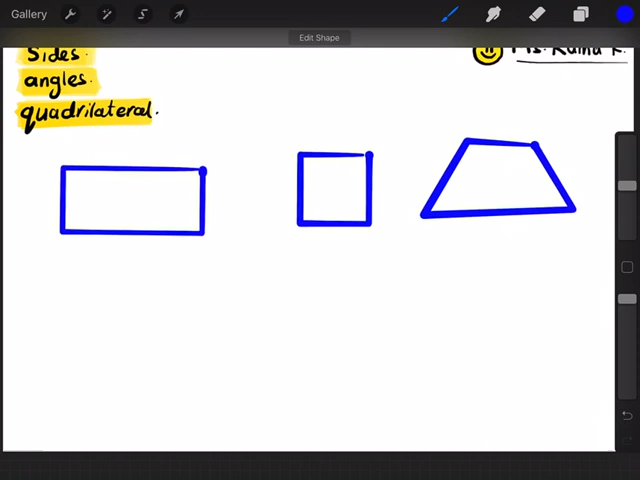 Gallery
Edit Shape
Sides.
angles.
quadrilateral.